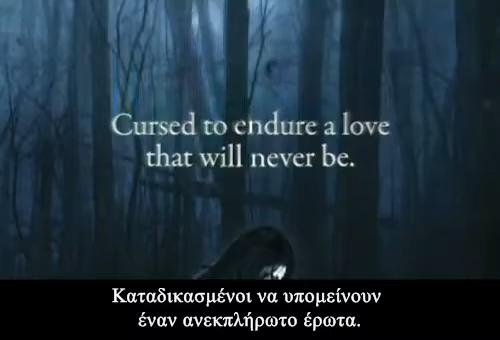 Cursed to endure a love
that will never be.
Καταδικασμένοι να υπομείνουν
έναν ανεκπλήρωτο έρωτα.